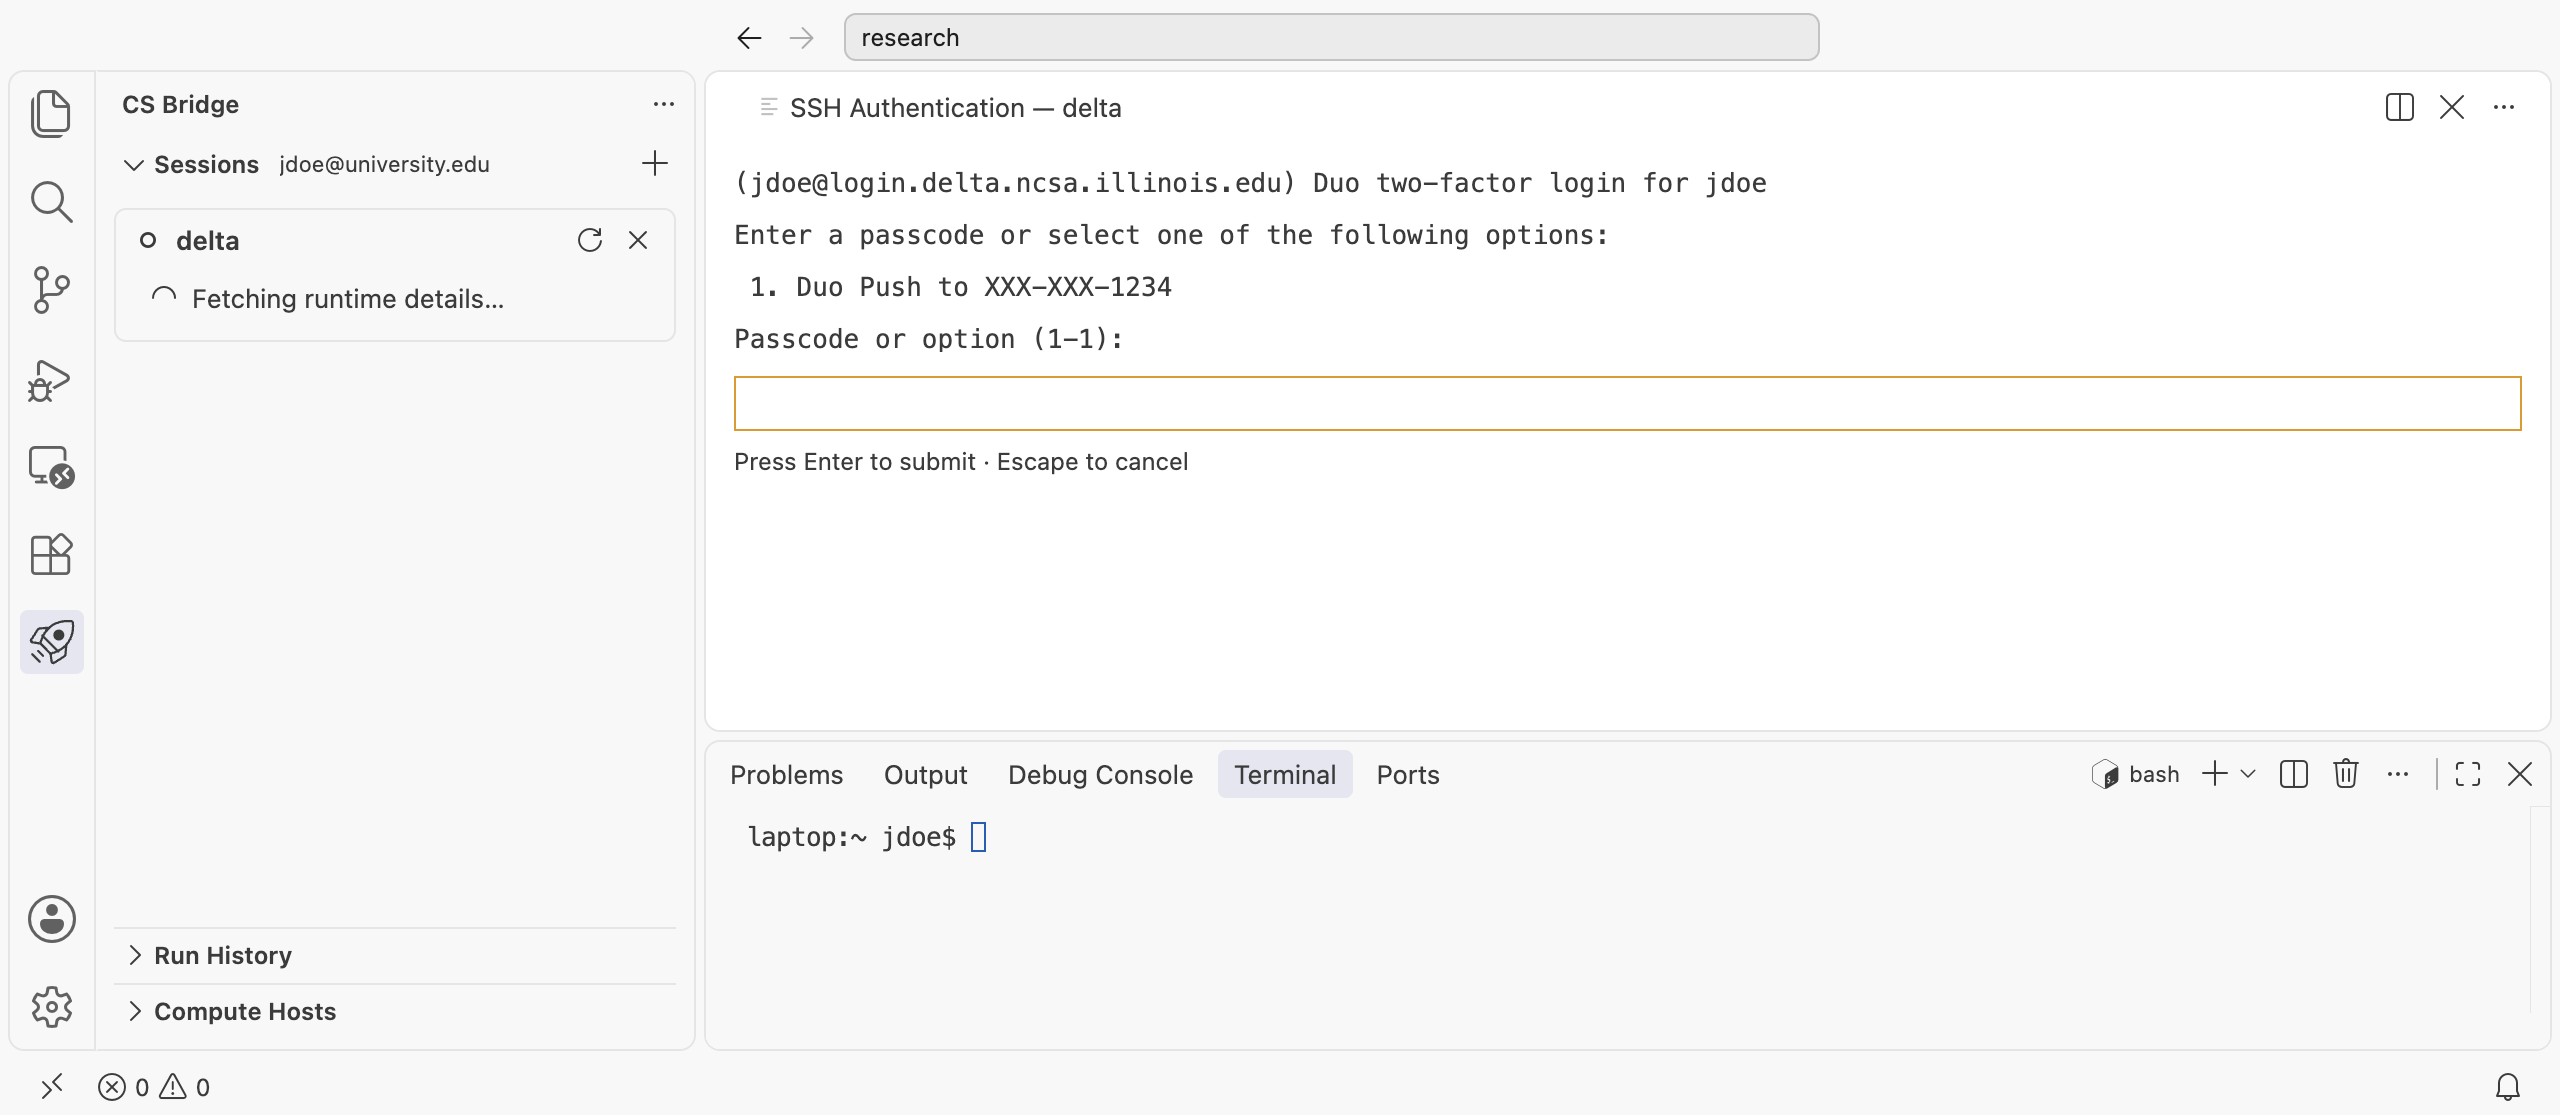 research
CS Bridge
Sessions jdoe@university.edu
delta
Fetching runtime details...
SSH Authentication — delta
(jdoe@login.delta.ncsa.illinois.edu) Duo two-factor login for jdoe
Enter a passcode or select one of the following options:
1. Duo Push to XXX-XXX-1234
Passcode or option (1-1):
Press Enter to submit · Escape to cancel
Problems Output Debug Console Terminal Ports
bash
laptop:~ jdoe$
Run History
Compute Hosts
0 0